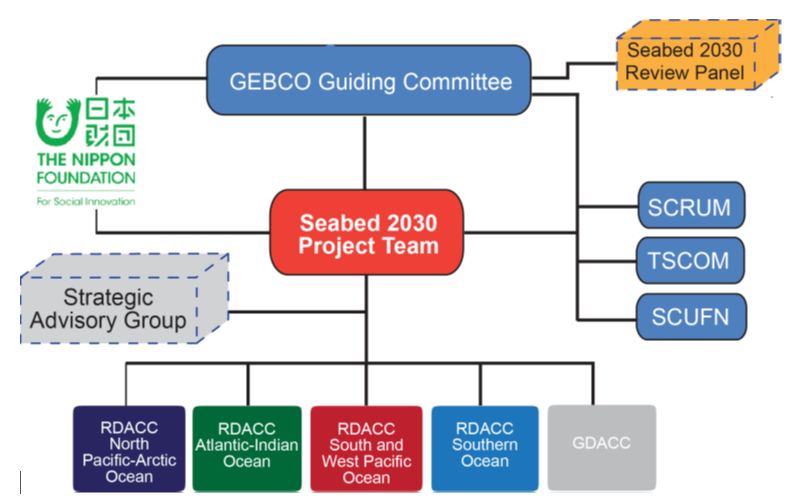 Seabed 2030
Review Panel
GEBCO Guiding Committee
日本
財団
THE NIPPON
FOUNDATION
For Social Innovation
SCRUM
Seabed 2030
Project Team
TSCOM
Strategic
Advisory Group
SCUFN
RDACC
North
Pacific-Arctic
Ocean
RDACC
Atlantic-Indian
Ocean
RDACC
South and
West Pacific
Ocean
RDACC
Southern
Ocean
GDACC